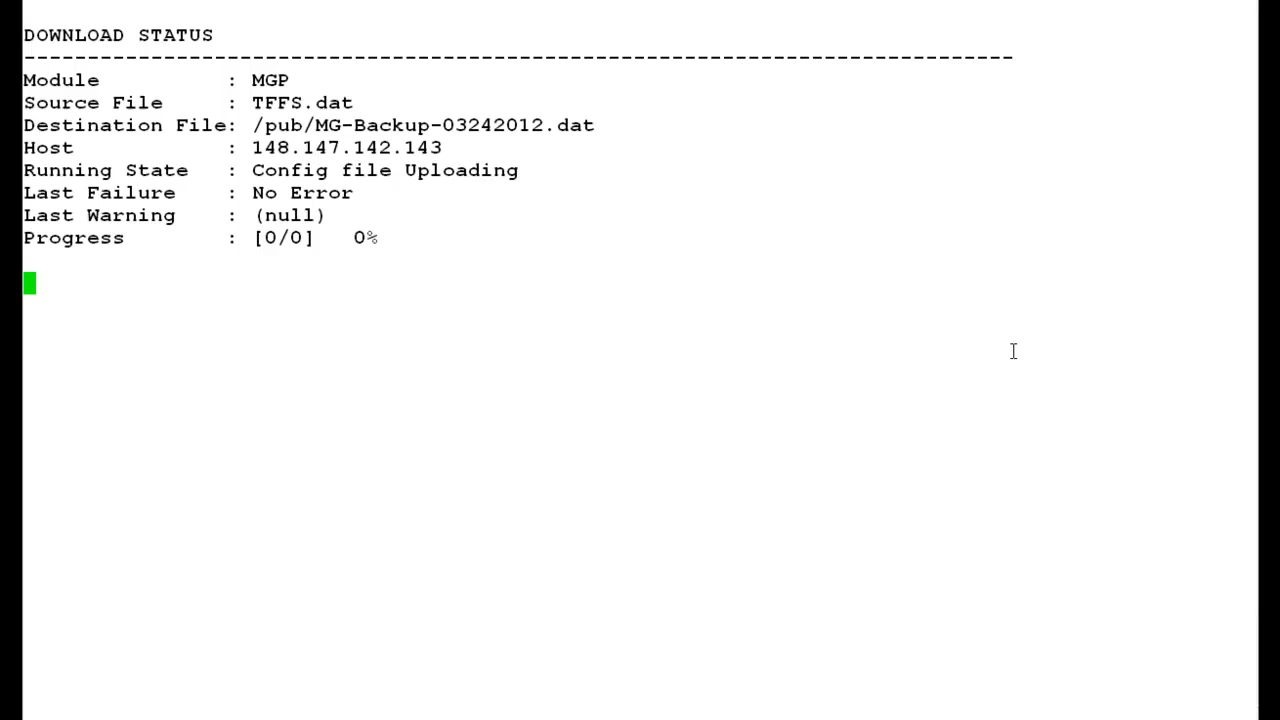 DOWNLOAD STATUS
------------------------------------------------------------------------------
Module          : MGP
Source File     : TFFS.dat
Destination File: /pub/MG-Backup-03242012.dat
Host            : 148.147.142.143
Running State   : Config file Uploading
Last Failure    : No Error
Last Warning    : (null)
Progress        : [0/0]   0%